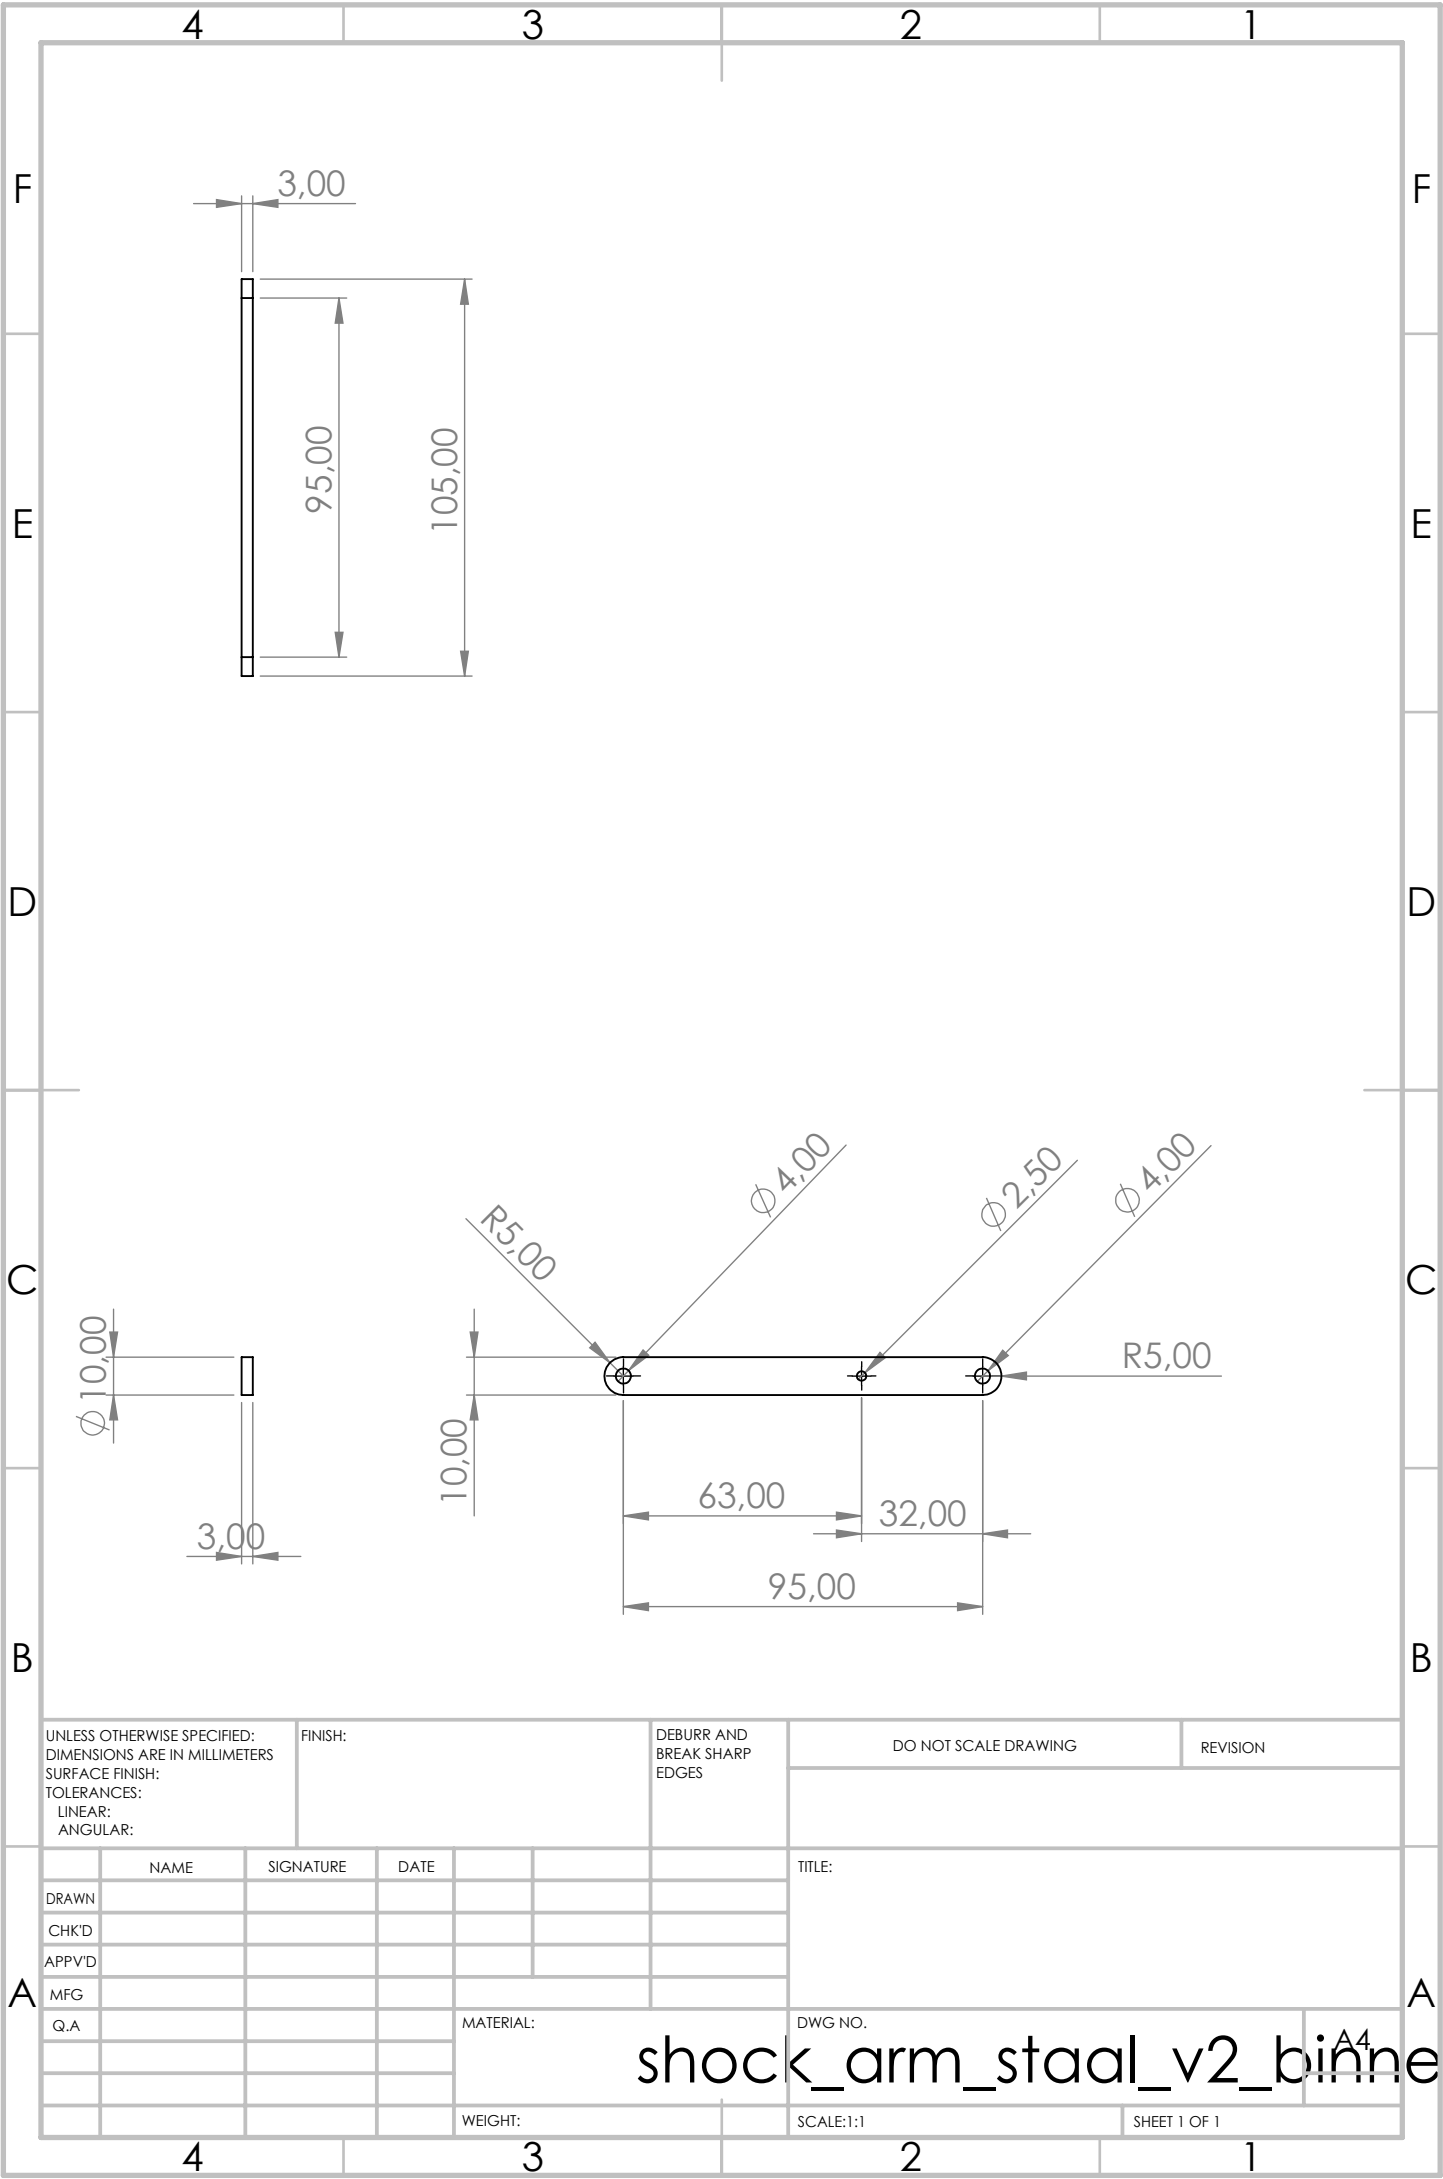 4 3 2 1
F F
3,00
95,00
105,00
E E
D D
R5,00
⌀4,00
⌀2,50
⌀4,00
C C
⌀10,00
10,00
R5,00
63,00
32,00
3,00
95,00
B B
UNLESS OTHERWISE SPECIFIED:
DIMENSIONS ARE IN MILLIMETERS
SURFACE FINISH:
TOLERANCES:
LINEAR:
ANGULAR:
FINISH:
DEBURR AND
BREAK SHARP
EDGES
DO NOT SCALE DRAWING
REVISION
NAME SIGNATURE DATE
TITLE:
DRAWN
CHK'D
APPV'D
MFG
Q.A
A A
MATERIAL:
DWG NO.
shock_arm_staal_v2_binne
A4
WEIGHT:
SCALE:1:1
SHEET 1 OF 1
4 3 2 1